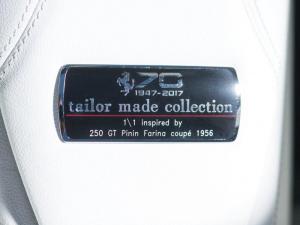 70
1947-2017
tailor made collection
1\1 inspired by
250 GT Pinin Farina coupé 1956